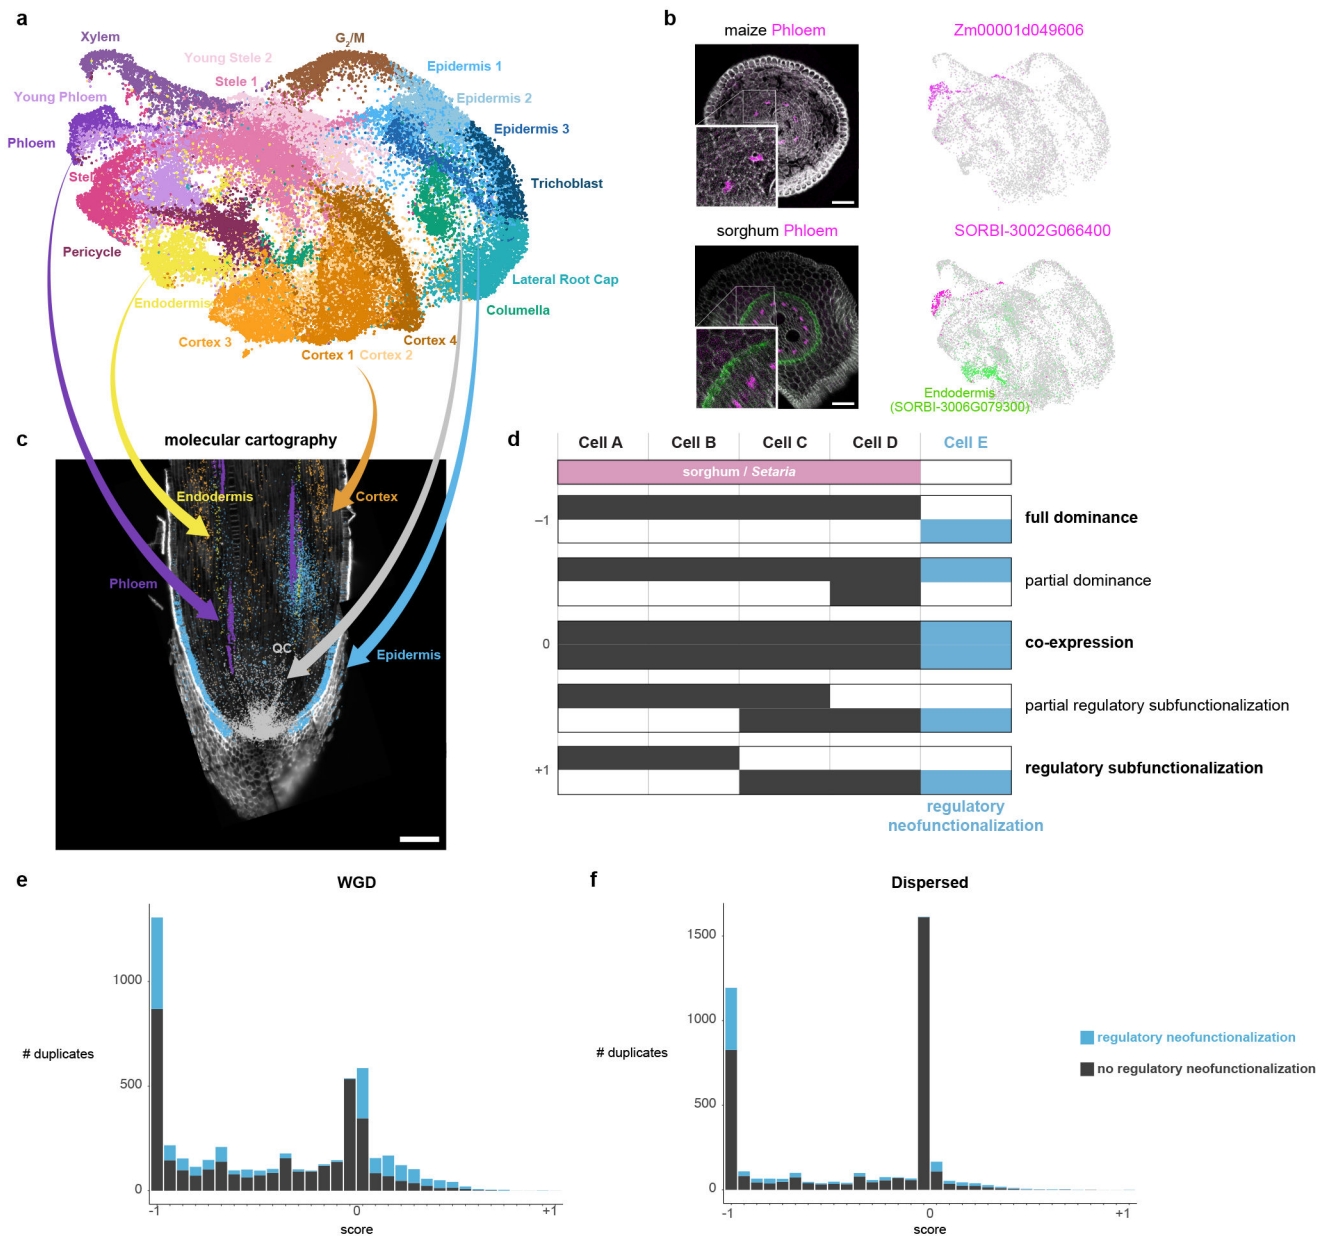 a
Xylem
Young Stele 2
G2/M
Stele 1
Epidermis 1
Young Phloem
Epidermis 2
Epidermis 3
Phloem
Stel
Trichoblast
Pericycle
Lateral Root Cap
Endodermis
Columella
Cortex 3
Cortex 4
Cortex 1 Cortex 2
b
maize Phloem
Zm00001d049606
sorghum Phloem
SORBI-3002G066400
Endodermis
(SORBI-3006G079300)
c
molecular cartography
Endodermis
Cortex
Phloem
QC
Epidermis
d
Cell A Cell B Cell C Cell D Cell E
sorghum / Setaria
–1
full dominance
partial dominance
0
co-expression
partial regulatory subfunctionalization
+1
regulatory subfunctionalization
regulatory
neofunctionalization
e
WGD
1000
# duplicates
500
0
-1 0 +1
score
f
Dispersed
1500
1000
# duplicates
500
0
-1 0 +1
score
regulatory neofunctionalization
no regulatory neofunctionalization